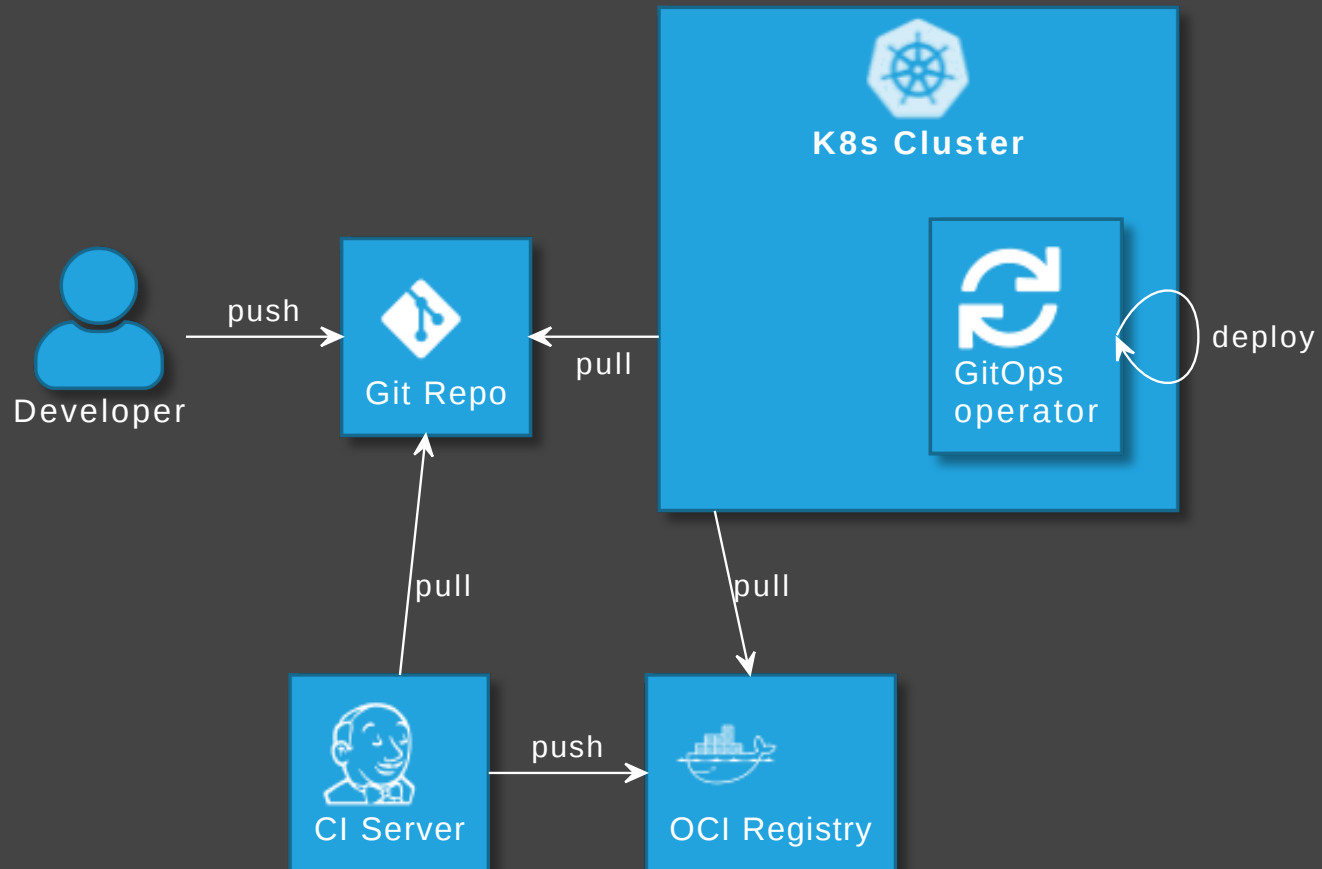 K8s Cluster
push
Git Repo
pull
GitOps
operator
deploy
Developer
pull
pull
push
CI Server
OCI Registry